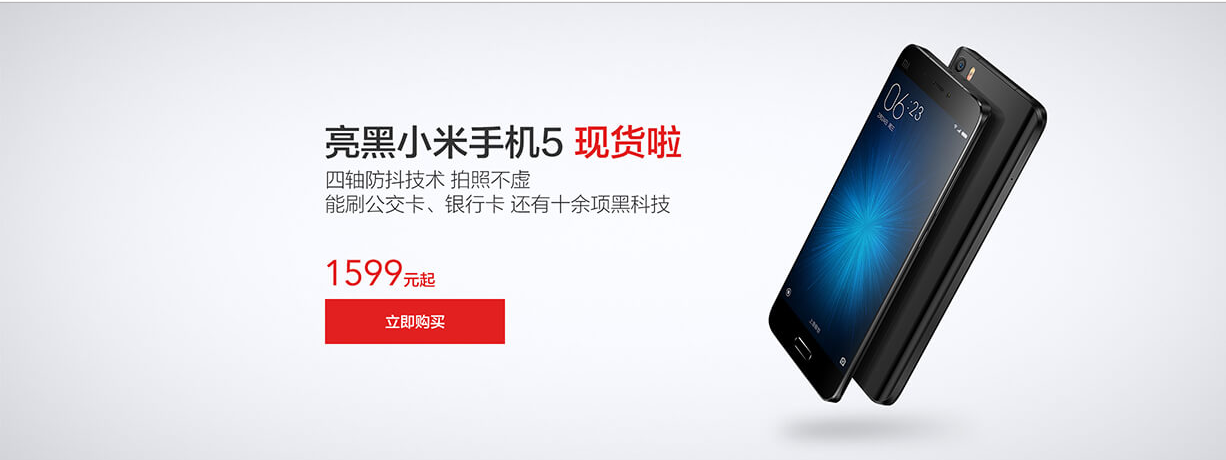 亮黑小米手机5 现货啦
四轴防抖技术 拍照不虚
能刷公交卡、银行卡 还有十余项黑科技
1599元起
立即购买
06:23